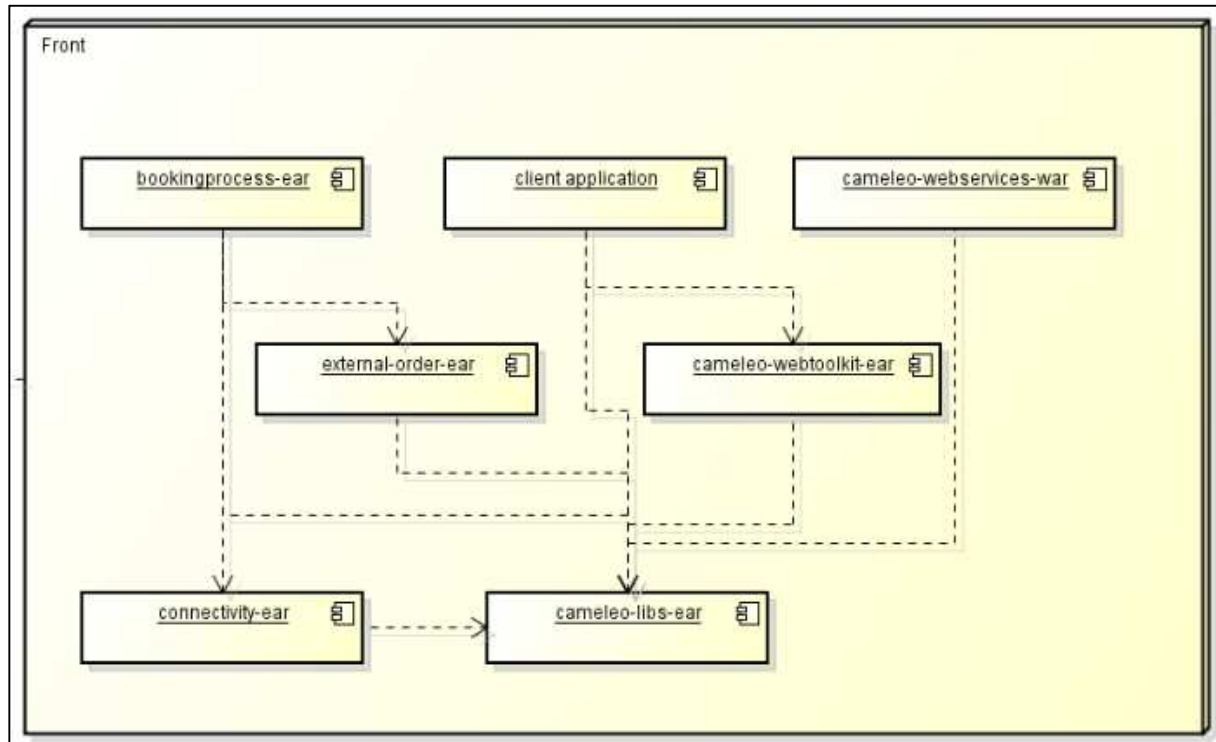 Front
bookingprocess-ear
client application
cameleo-webservices-war
external-order-ear
cameleo-webtoolkit-ear
connectivity-ear
cameleo-libs-ear